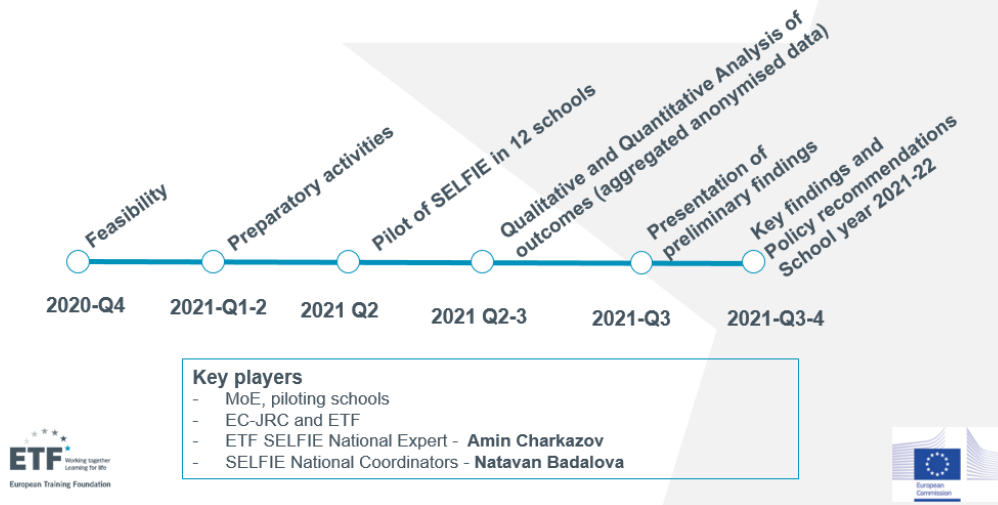 Feasibility
Preparatory activities
Pilot of SELFIE in 12 schools
Qualitative and Quantitative Analysis of
outcomes (aggregated anonymised data)
Presentation of
preliminary findings
Key findings and
Policy recommendations
School year 2021-22
2020-Q4
2021-Q1-2
2021 Q2
2021 Q2-3
2021-Q3
2021-Q3-4
Key players
- MoE, piloting schools
- EC-JRC and ETF
- ETF SELFIE National Expert - Amin Charkazov
- SELFIE National Coordinators - Natavan Badalova
ETF
Working together
Learning for life
European Training Foundation
European
Commission